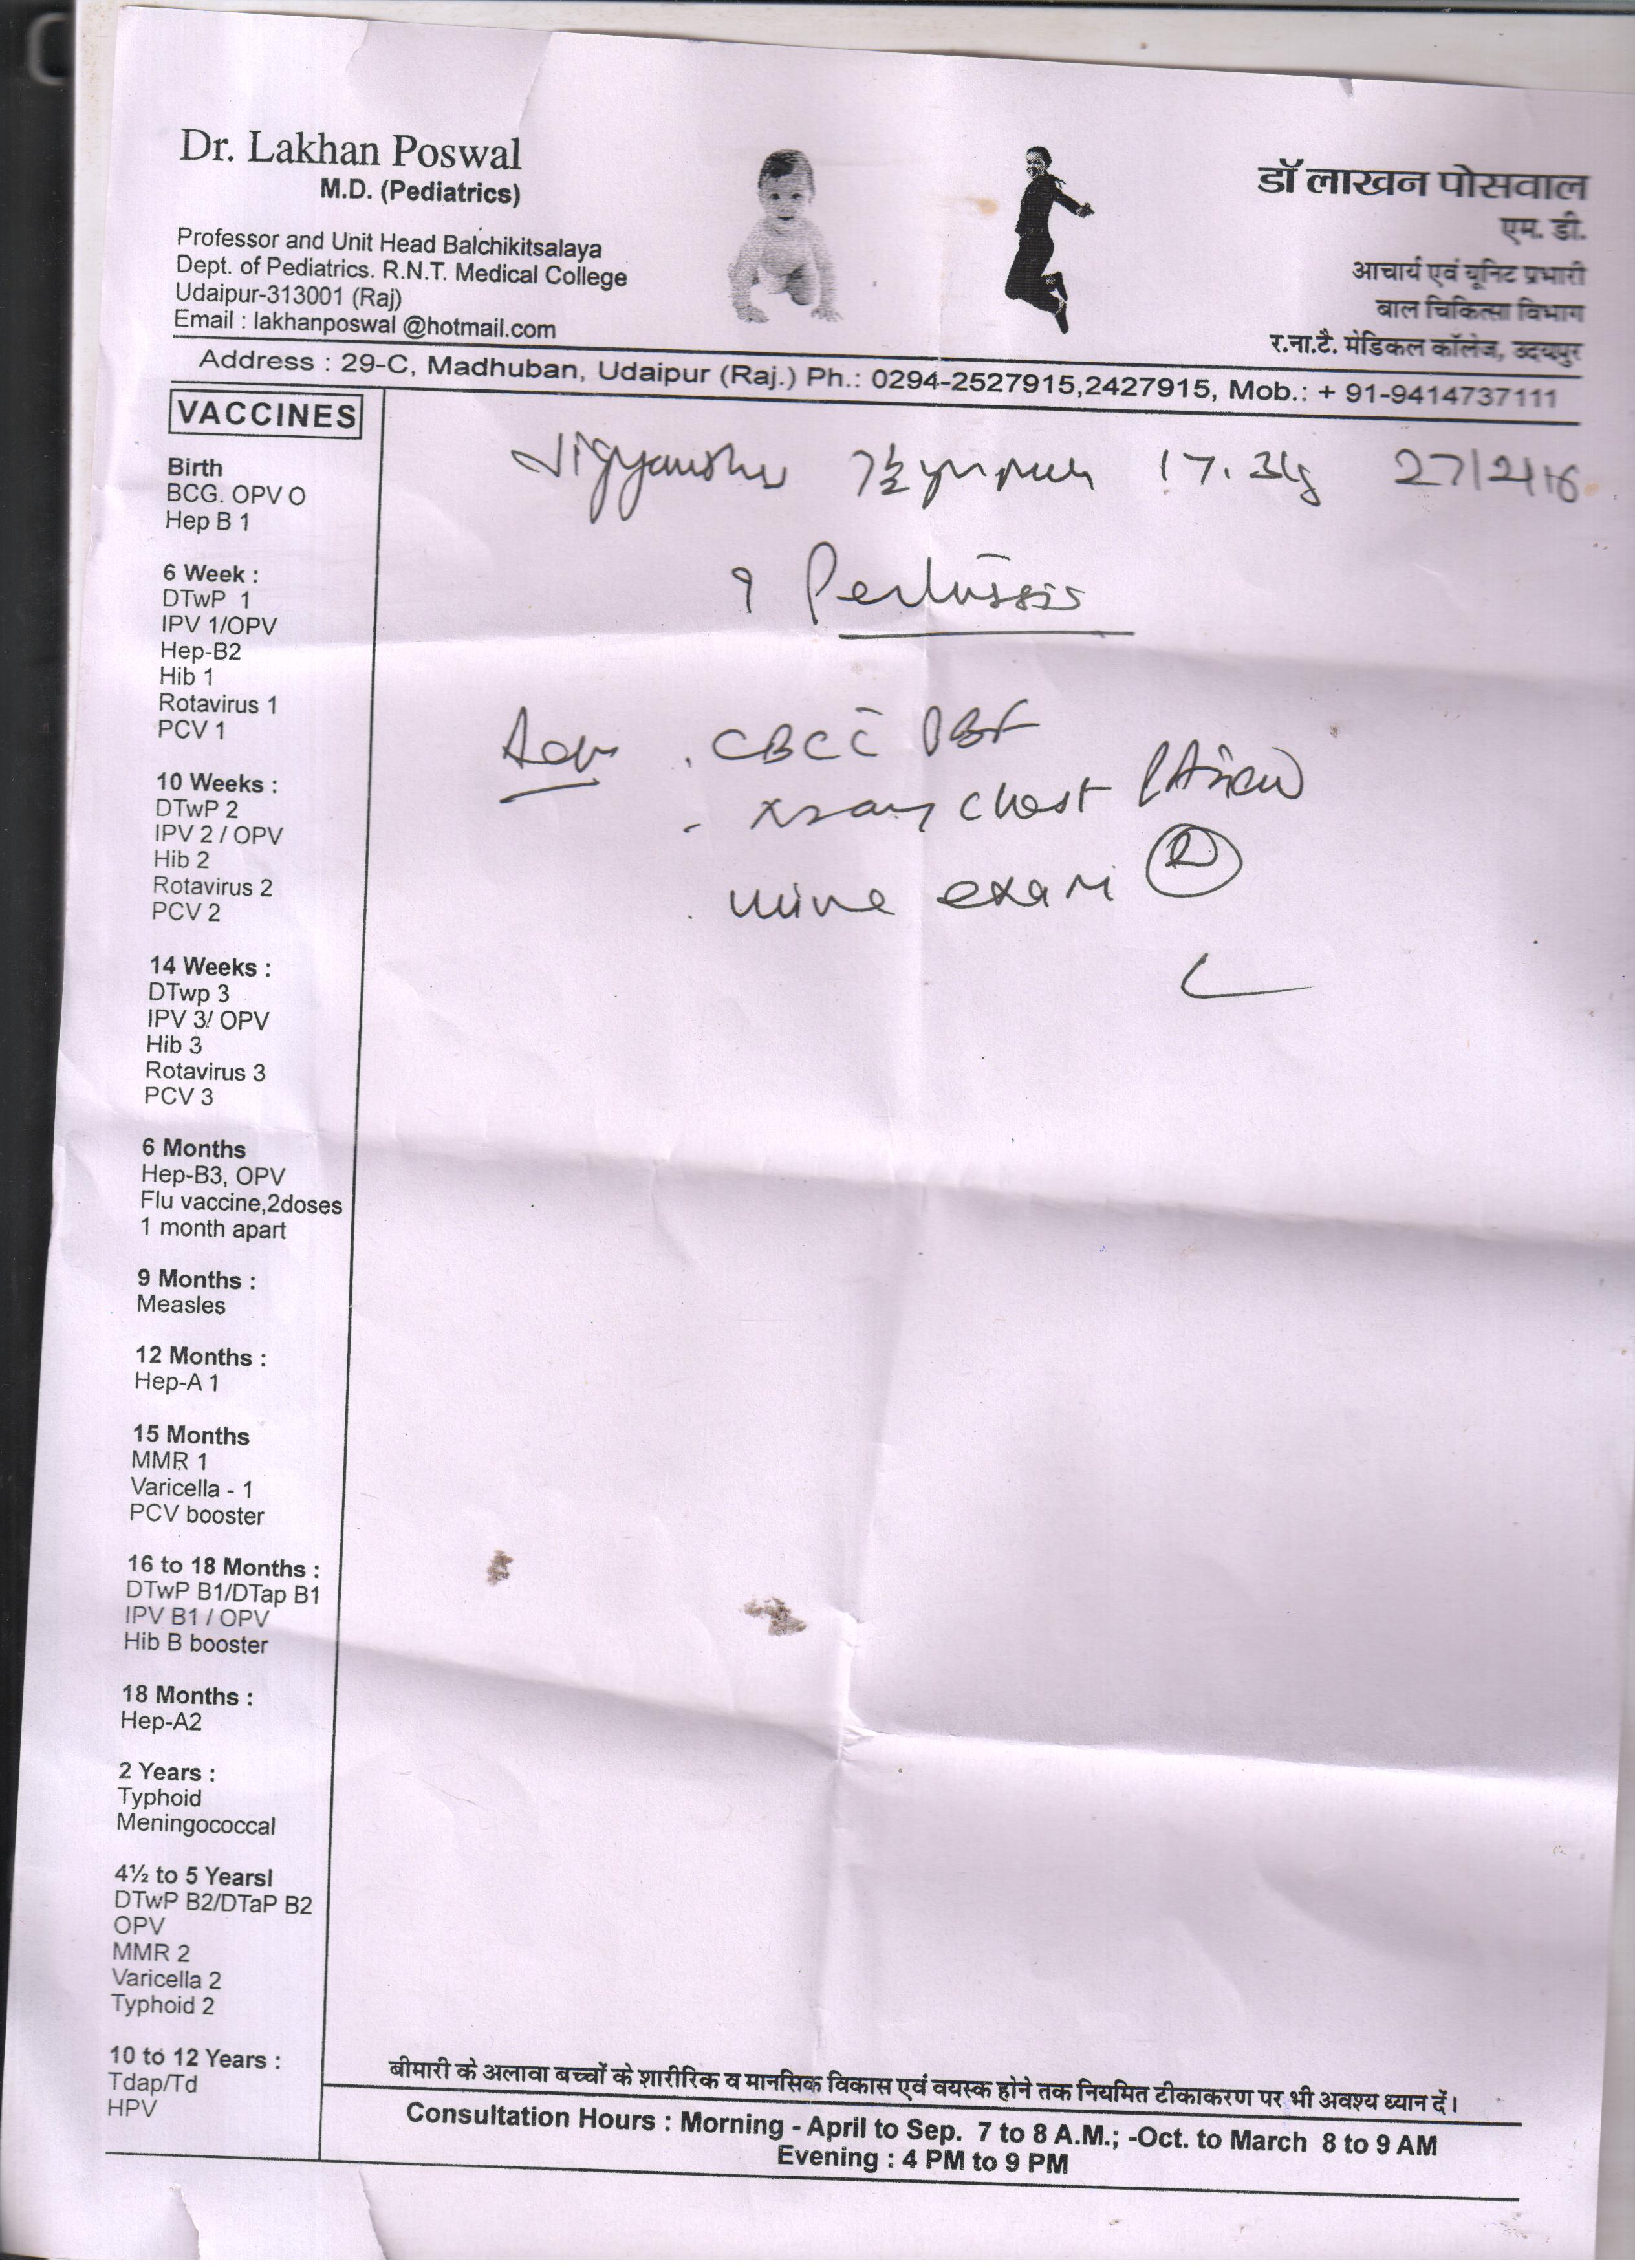 Dr. Lakhan Poswal
M.D. (Pediatrics)
Professor and Unit Head Balchikitsalaya
Dept. of Pediatrics. R.N.T. Medical College
Udaipur-313001 (Raj)
Email : lakhanposwal @hotmail.com
डॉ लाखन पोसवाल
एम. डी.
आचार्य एवं यूनिट प्रभारी
बाल चिकित्सा विभाग
र.ना.टै. मेडिकल कॉलेज, उदयपुर
Address : 29-C, Madhuban, Udaipur (Raj.) Ph.: 0294-2527915,2427915, Mob.: + 91-9414737111
VACCINES
Birth
BCG. OPV O
Hep B 1
6 Week :
DTwP 1
IPV 1/OPV
Hep-B2
Hib 1
Rotavirus 1
PCV 1
10 Weeks :
DTwP 2
IPV 2 / OPV
Hib 2
Rotavirus 2
PCV 2
14 Weeks :
DTwp 3
IPV 3/ OPV
Hib 3
Rotavirus 3
PCV 3
6 Months
Hep-B3, OPV
Flu vaccine,2doses
1 month apart
9 Months :
Measles
12 Months :
Hep-A 1
15 Months
MMR 1
Varicella - 1
PCV booster
16 to 18 Months :
DTwP B1/DTap B1
IPV B1 / OPV
Hib B booster
18 Months :
Hep-A2
2 Years :
Typhoid
Meningococcal
4½ to 5 Yearsl
DTwP B2/DTaP B2
OPV
MMR 2
Varicella 2
Typhoid 2
10 to 12 Years :
Tdap/Td
HPV
Jigyanshu 17.3kg 27/2/16
? Pertussis
Adv . CBC c̄ PBF
- xray chest (PA view)
. urine exam (R)
बीमारी के अलावा बच्चों के शारीरिक व मानसिक विकास एवं वयस्क होने तक नियमित टीकाकरण पर भी अवश्य ध्यान दें।
Consultation Hours : Morning - April to Sep. 7 to 8 A.M.; -Oct. to March 8 to 9 AM
Evening : 4 PM to 9 PM